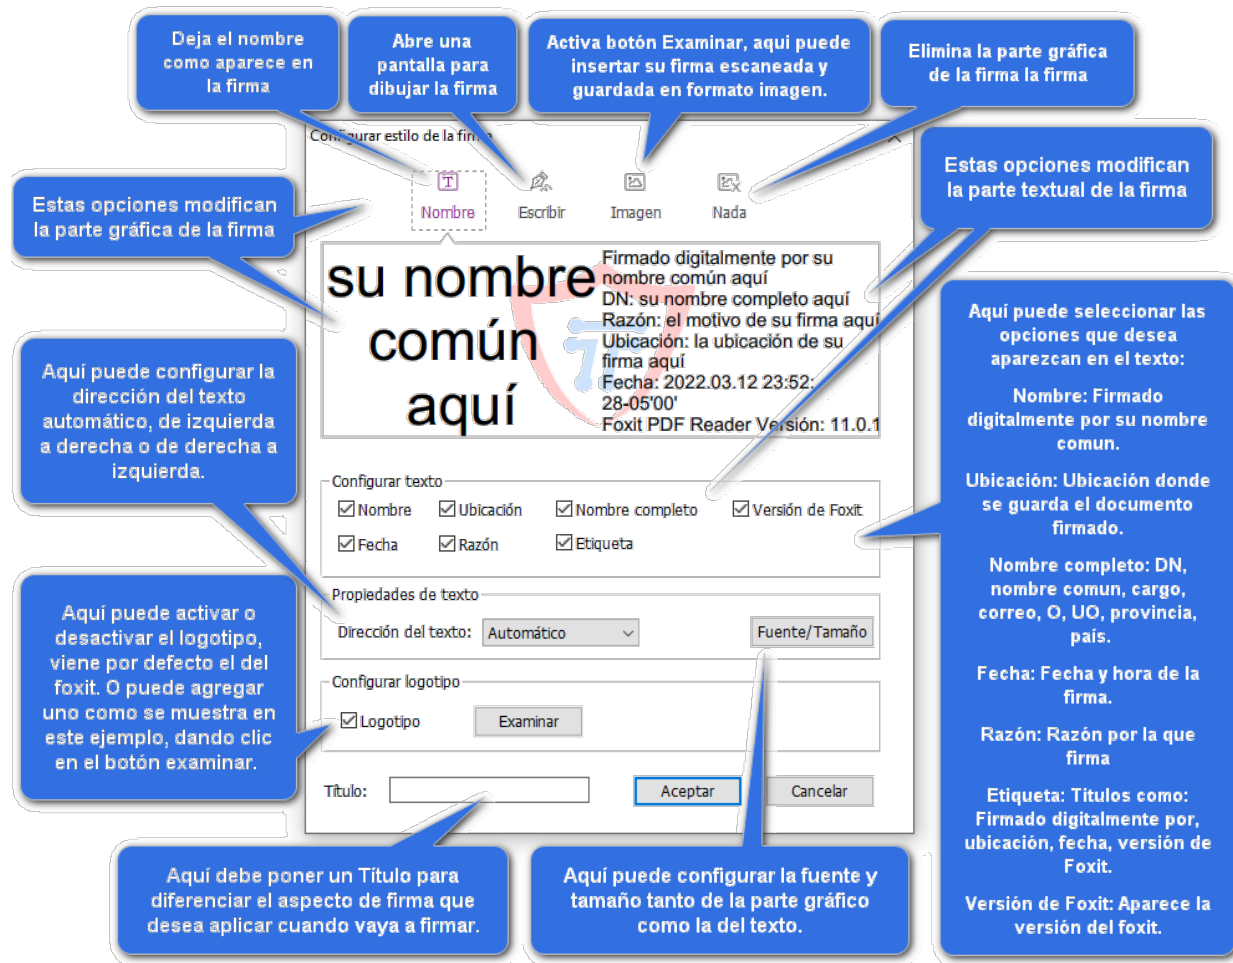 Deja el nombre
como aparece en
la firma
Abre una
pantalla para
dibujar la firma
Activa botón Examinar, aqui puede
insertar su firma escaneada y
guardada en formato imagen.
Elimina la parte gráfica
de la firma la firma
Configurar estilo de la firma
Estas opciones modifican
la parte textual de la firma
Nombre
Escribir
Imagen
Nada
Estas opciones modifican
la parte gráfica de la firma
su nombre
común
aquí
Firmado digitalmente por su
nombre común aquí
DN: su nombre completo aquí
Razón: el motivo de su firma aquí
Ubicación: la ubicación de su
firma aquí
Fecha: 2022.03.12 23:52:
28-05'00'
Foxit PDF Reader Versión: 11.0.1
Aquí puede configurar la
dirección del texto
automático, de izquierda
a derecha o de derecha a
izquierda.
Aquí puede seleccionar las
opciones que desea
aparezcan en el texto:
Nombre: Firmado
digitalmente por su nombre
comun.
Ubicación: Ubicación donde
se guarda el documento
firmado.
Nombre completo: DN,
nombre comun, cargo,
correo, O, UO, provincia,
país.
Fecha: Fecha y hora de la
firma.
Razón: Razón por la que
firma
Etiqueta: Titulos como:
Firmado digitalmente por,
ubicación, fecha, versión de
Foxit.
Versión de Foxit: Aparece la
versión del foxit.
Configurar texto
Nombre
Ubicación
Nombre completo
Versión de Foxit
Fecha
Razón
Etiqueta
Propiedades de texto
Dirección del texto:
Automático
Fuente/Tamaño
Aquí puede activar o
desactivar el logotipo,
viene por defecto el del
foxit. O puede agregar
uno como se muestra en
este ejemplo, dando clic
en el botón examinar.
Configurar logotipo
Logotipo
Examinar
Título:
Aceptar
Cancelar
Aquí debe poner un Título para
diferenciar el aspecto de firma que
desea aplicar cuando vaya a firmar.
Aquí puede configurar la fuente y
tamaño tanto de la parte gráfico
como la del texto.